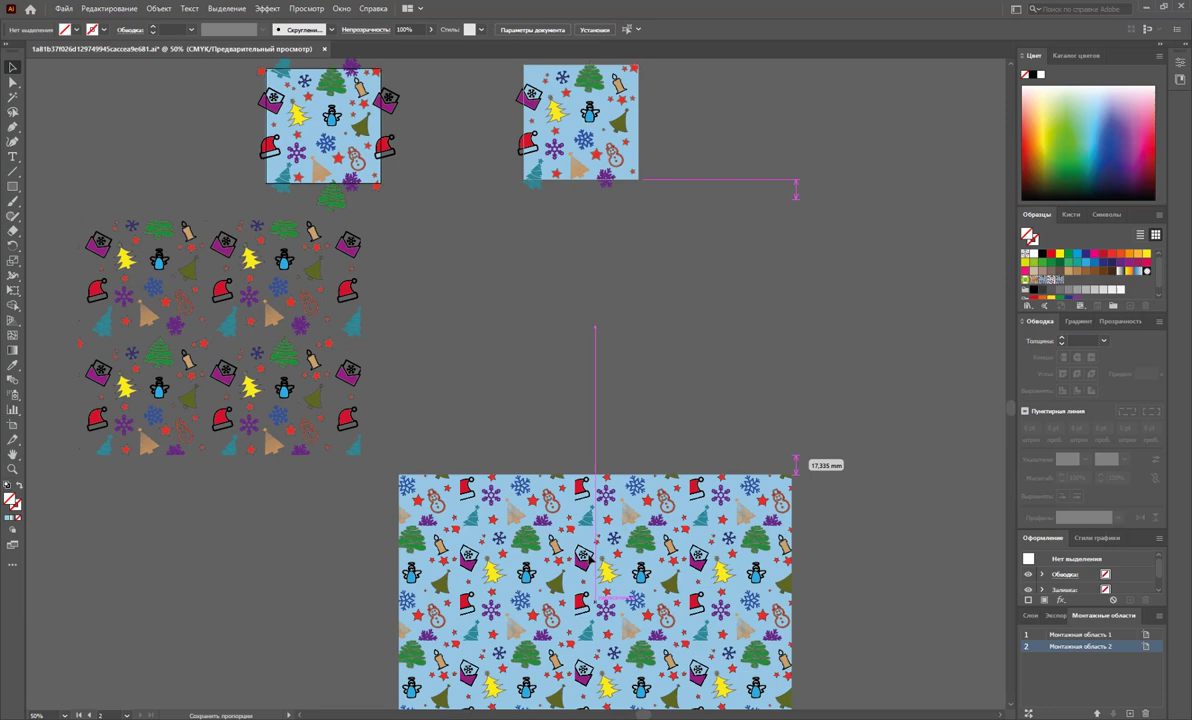 Файл Редактирование Объект Текст Выделение Эффект Просмотр Окно Справка
Поиск по справке Adobe
Нет выделения Обводка: Скруглени... Непрозрачность: 100% Стиль: Параметры документа Установки
1a81b37f026d129749945caccea9e681.ai* @ 50% (CMYK/Предварительный просмотр)
Цвет Каталог цветов
Образцы Кисти Символы
Обводка Градиент Прозрачность
Толщина:
Пунктирная линия
17,335 mm
Оформление Стили графики
Нет выделения
Обводка:
Заливка:
Слои Экспор Монтажные области
1 Монтажная область 1
2 Монтажная область 2
50% 2 Сохранить пропорции